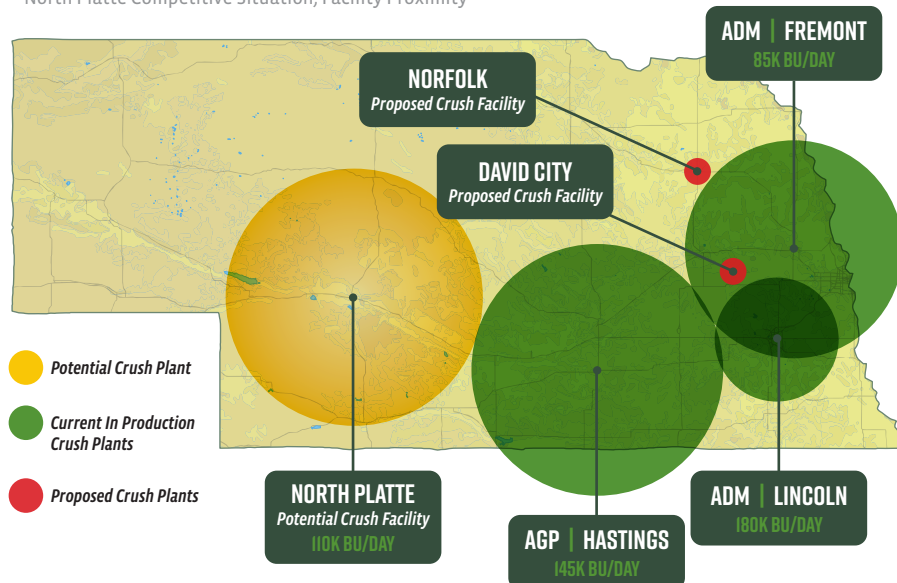 North Platte Competitive Situation, Facility Proximity
ADM | FREMONT
85K BU/DAY
NORFOLK
Proposed Crush Facility
DAVID CITY
Proposed Crush Facility
Potential Crush Plant
Current In Production
Crush Plants
Proposed Crush Plants
NORTH PLATTE
Potential Crush Facility
110K BU/DAY
AGP | HASTINGS
145K BU/DAY
ADM | LINCOLN
180K BU/DAY